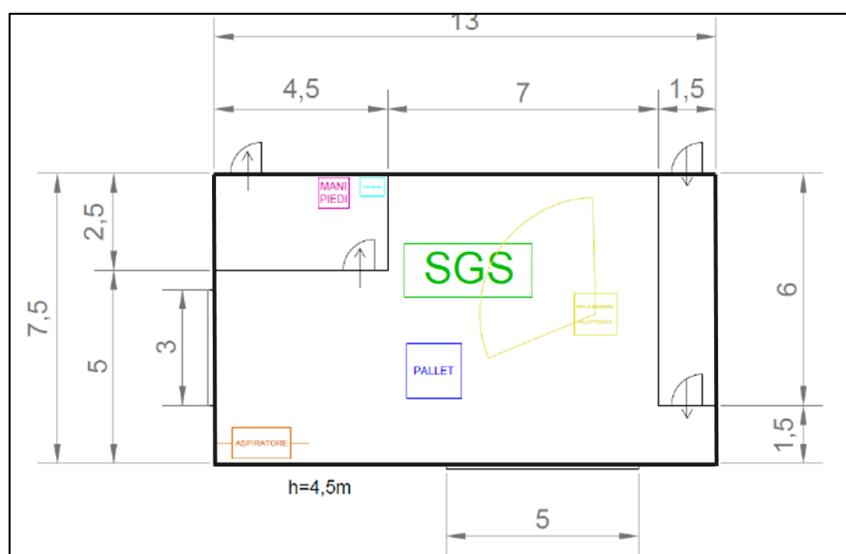 13
4,5
7
1,5
MANI
PIEDI
2,5
SGS
7,5
6
3
5
PALLET
ASPIRATORE
1,5
h=4,5m
5